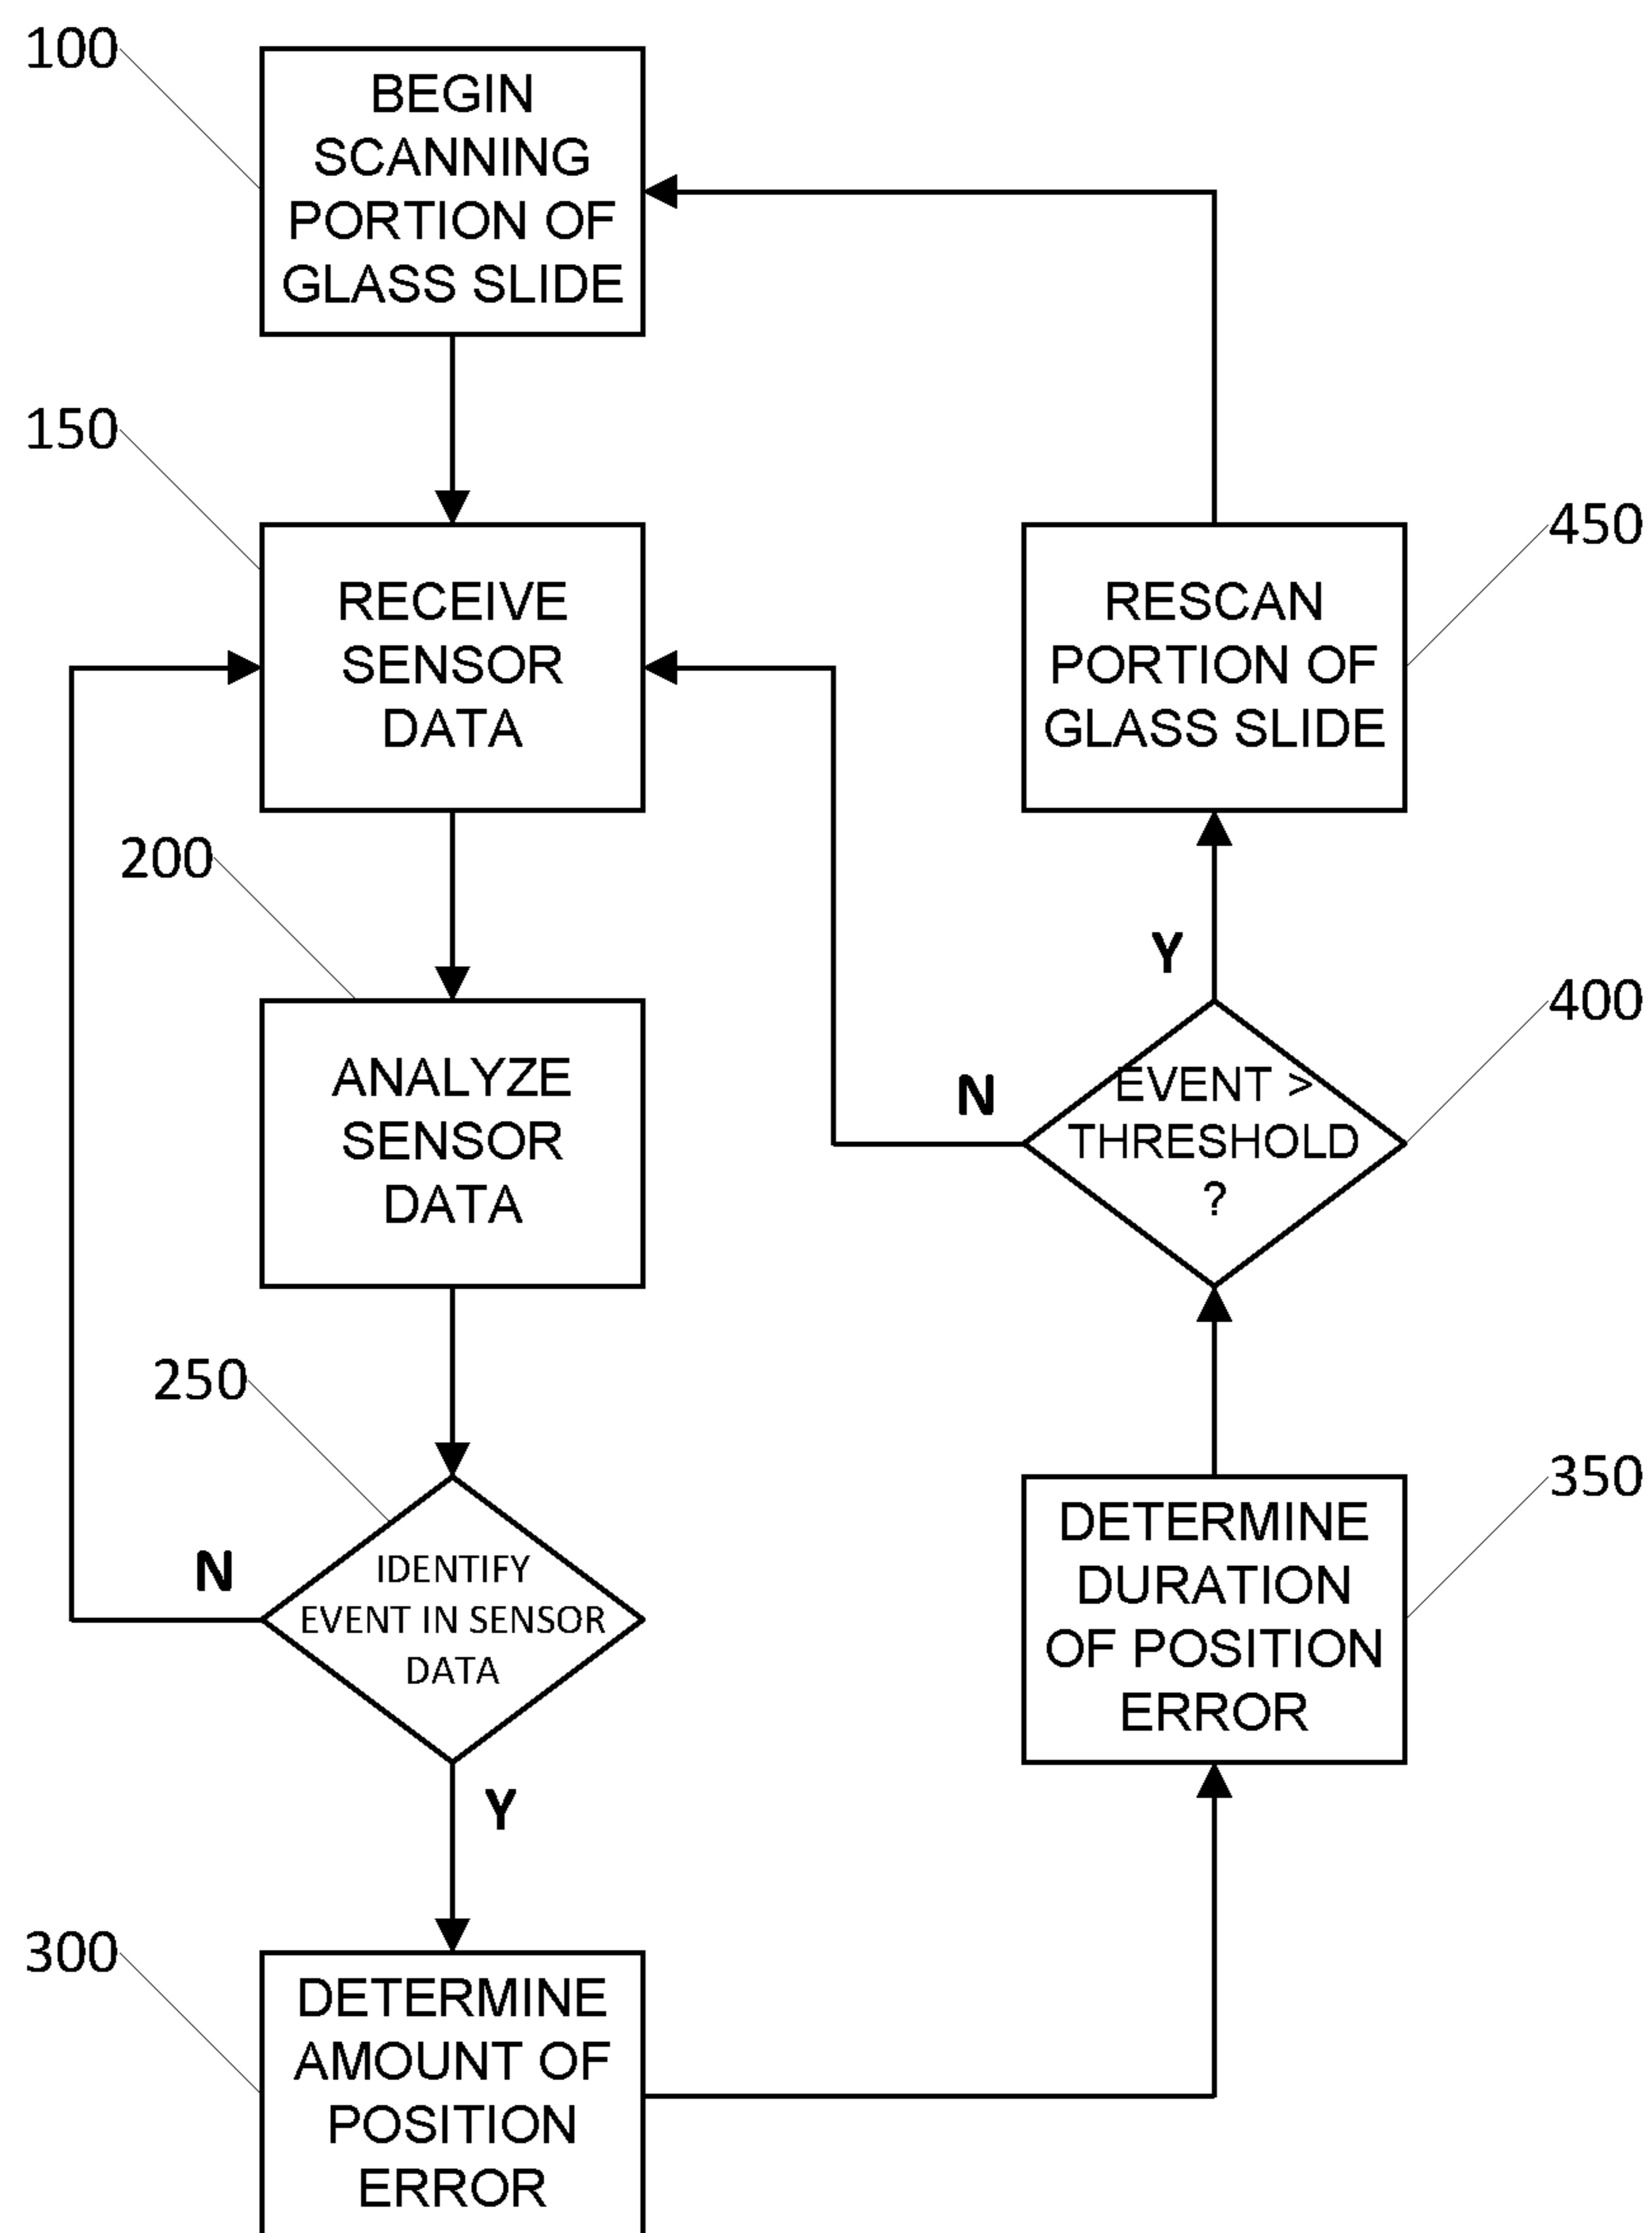 100
BEGIN
SCANNING
PORTION OF
GLASS SLIDE
150
RECEIVE
SENSOR
DATA
200
ANALYZE
SENSOR
DATA
250
IDENTIFY
EVENT IN SENSOR
DATA
N
Y
300
DETERMINE
AMOUNT OF
POSITION
ERROR
350
DETERMINE
DURATION
OF POSITION
ERROR
400
EVENT >
THRESHOLD
?
N
Y
450
RESCAN
PORTION OF
GLASS SLIDE